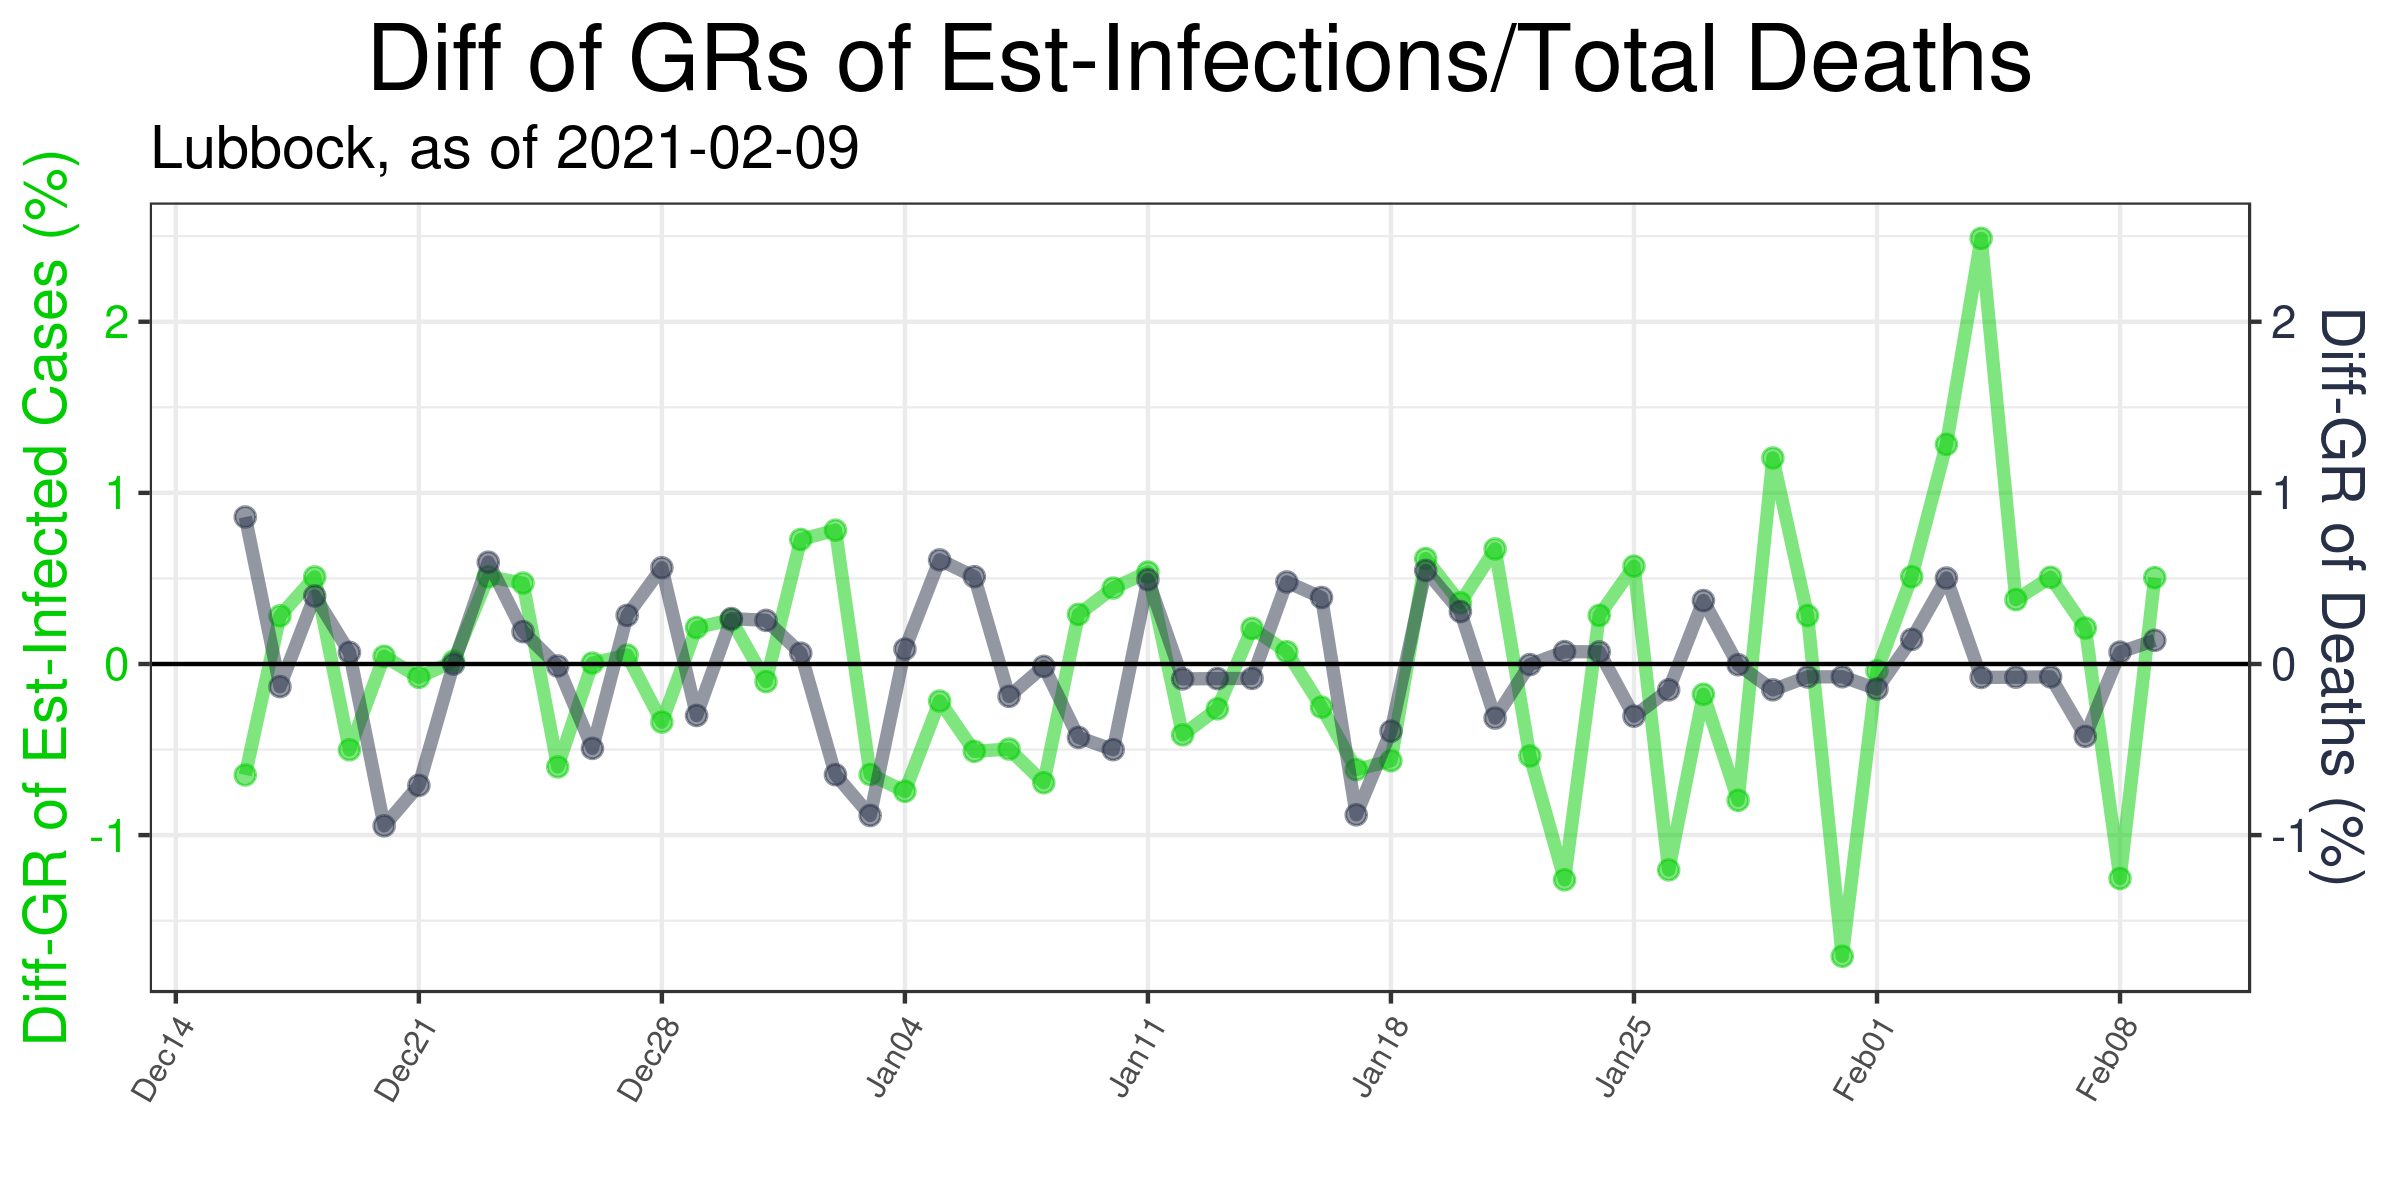 Diff of GRs of Est-Infections/Total Deaths
Lubbock, as of 2021-02-09
Diff-GR of Est-Infected Cases (%)
2
1
0
-1
2
1
0
-1
Diff-GR of Deaths (%)
Dec14
Dec21
Dec28
Jan04
Jan11
Jan18
Jan25
Feb01
Feb08